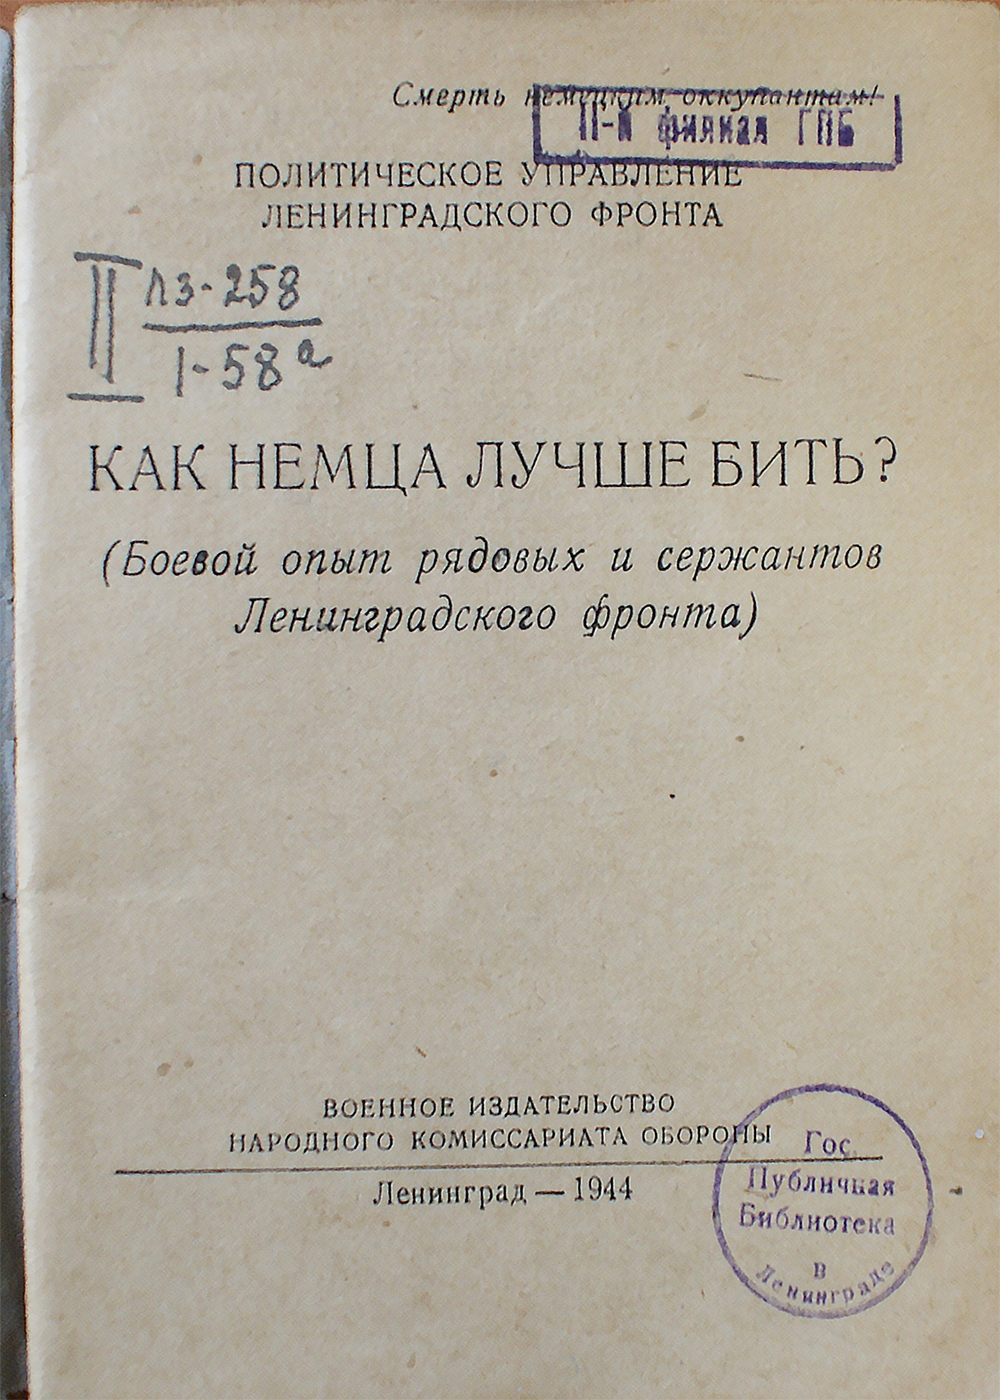 Смерть немецким оккупантам!
II-й филиал ГПБ
ПОЛИТИЧЕСКОЕ УПРАВЛЕНИЕ
ЛЕНИНГРАДСКОГО ФРОНТА
II лз-258
1-58а
КАК НЕМЦА ЛУЧШЕ БИТЬ?
(Боевой опыт рядовых и сержантов
Ленинградского фронта)
ВОЕННОЕ ИЗДАТЕЛЬСТВО
НАРОДНОГО КОМИССАРИАТА ОБОРОНЫ
Ленинград — 1944
Гос.
Публичная
Библиотека
в
Ленинграде